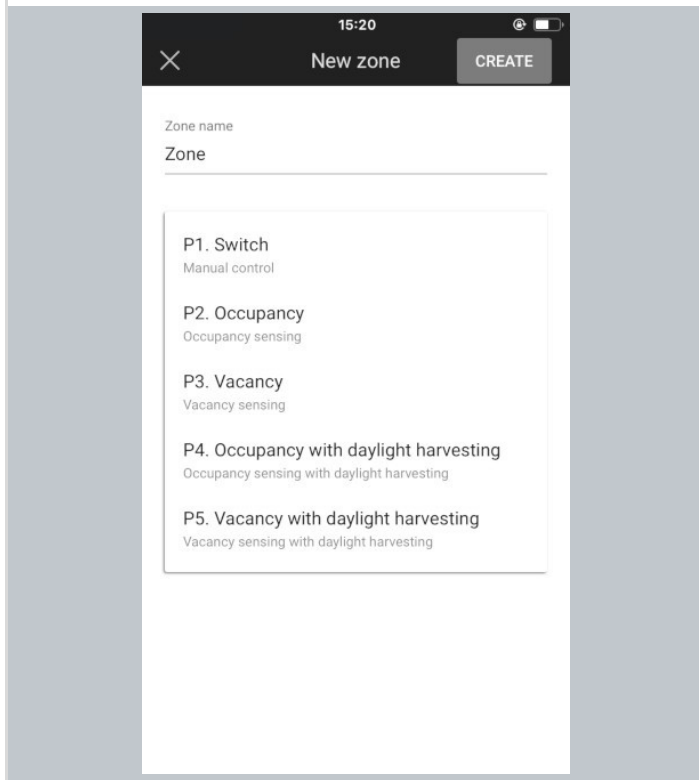 15:20
New zone
CREATE
Zone name
Zone
P1. Switch
Manual control
P2. Occupancy
Occupancy sensing
P3. Vacancy
Vacancy sensing
P4. Occupancy with daylight harvesting
Occupancy sensing with daylight harvesting
P5. Vacancy with daylight harvesting
Vacancy sensing with daylight harvesting